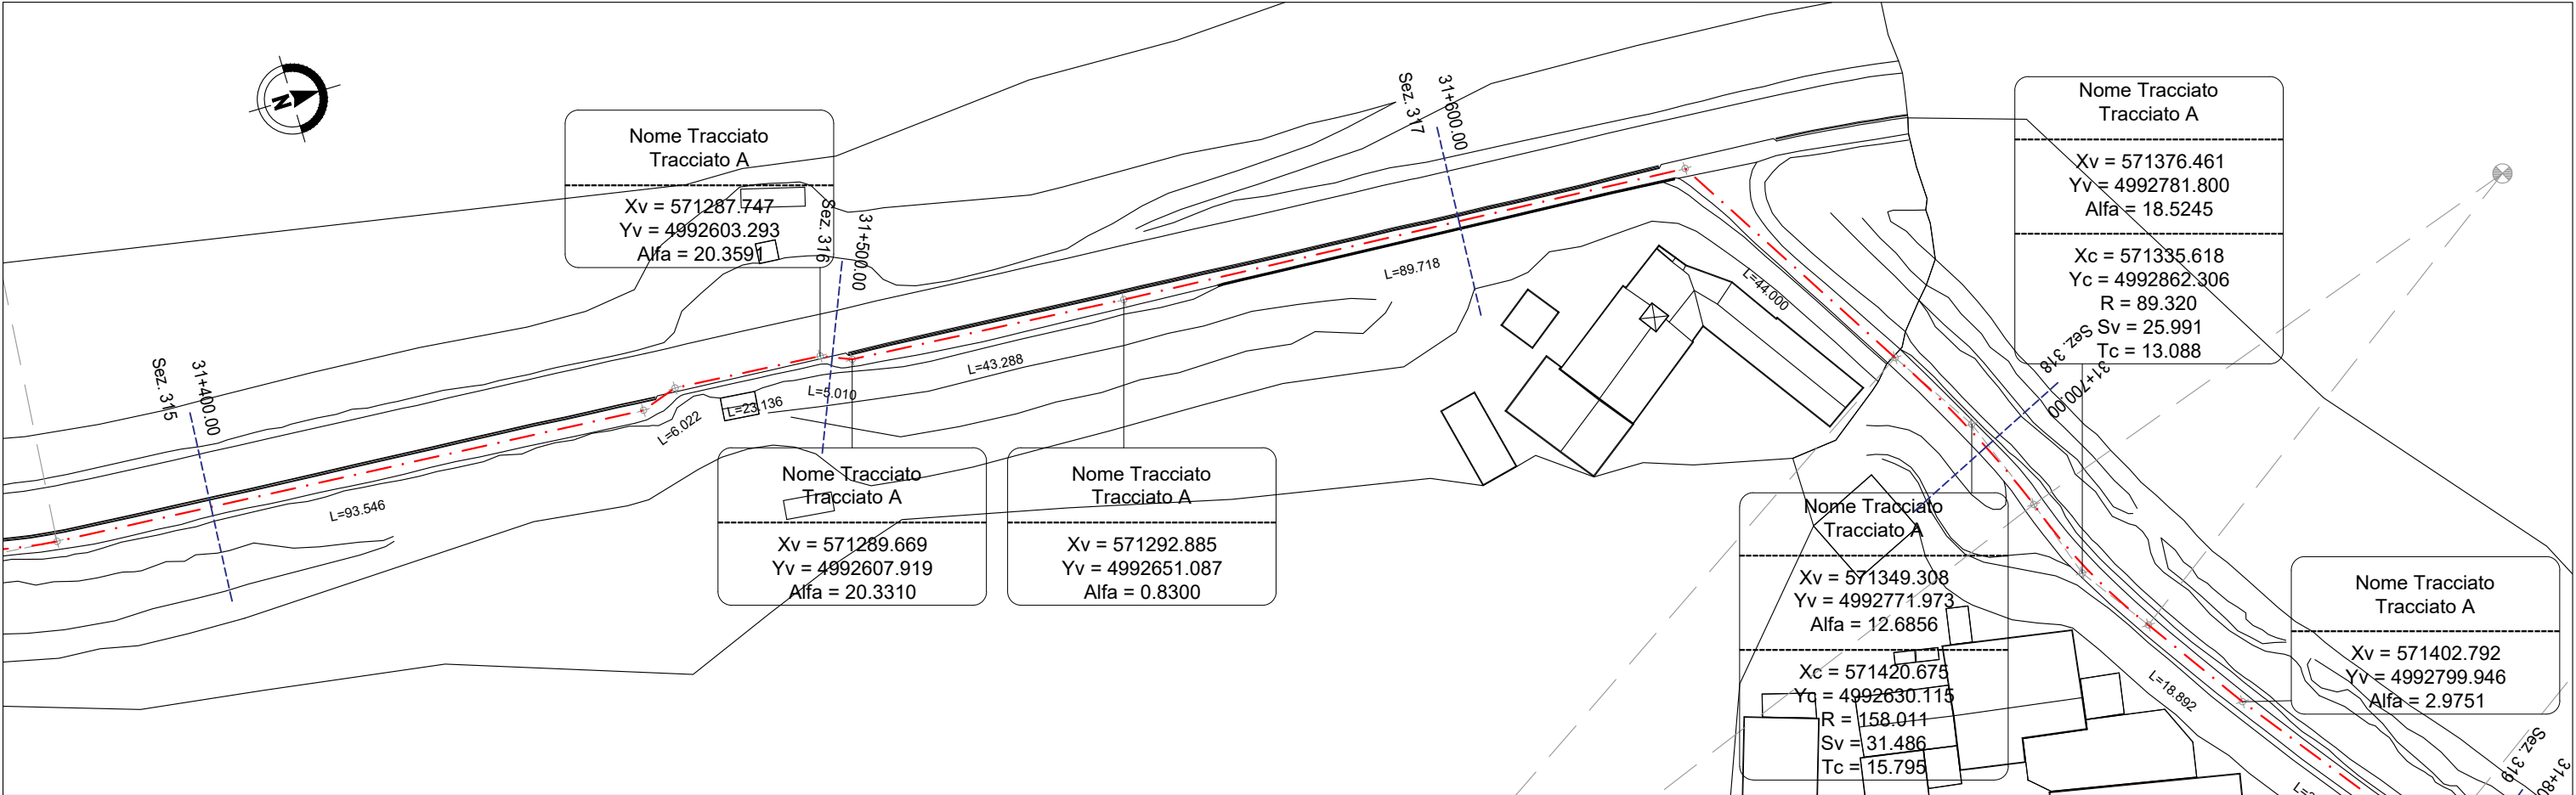 N
Nome Tracciato
Tracciato A
Xv = 571287.747
Yv = 4992603.293
Alfa = 20.3591
Sez. 315
31+400.00
Sez. 316
31+500.00
Sez. 317
31+600.00
L=93.546
L=6.022
L=23.136
L=5.010
L=43.288
L=89.718
L=44.000
Nome Tracciato
Tracciato A
Xv = 571289.669
Yv = 4992607.919
Alfa = 20.3310
Nome Tracciato
Tracciato A
Xv = 571292.885
Yv = 4992651.087
Alfa = 0.8300
Nome Tracciato
Tracciato A
Xv = 571376.461
Yv = 4992781.800
Alfa = 18.5245
Xc = 571335.618
Yc = 4992862.306
R = 89.320
Sv = 25.991
Tc = 13.088
Sez. 318
31+700.00
Nome Tracciato
Tracciato A
Xv = 571349.308
Yv = 4992771.973
Alfa = 12.6856
Xc = 571420.675
Yc = 4992630.115
R = 158.011
Sv = 31.486
Tc = 15.795
L=18.892
Nome Tracciato
Tracciato A
Xv = 571402.792
Yv = 4992799.946
Alfa = 2.9751
Sez. 319